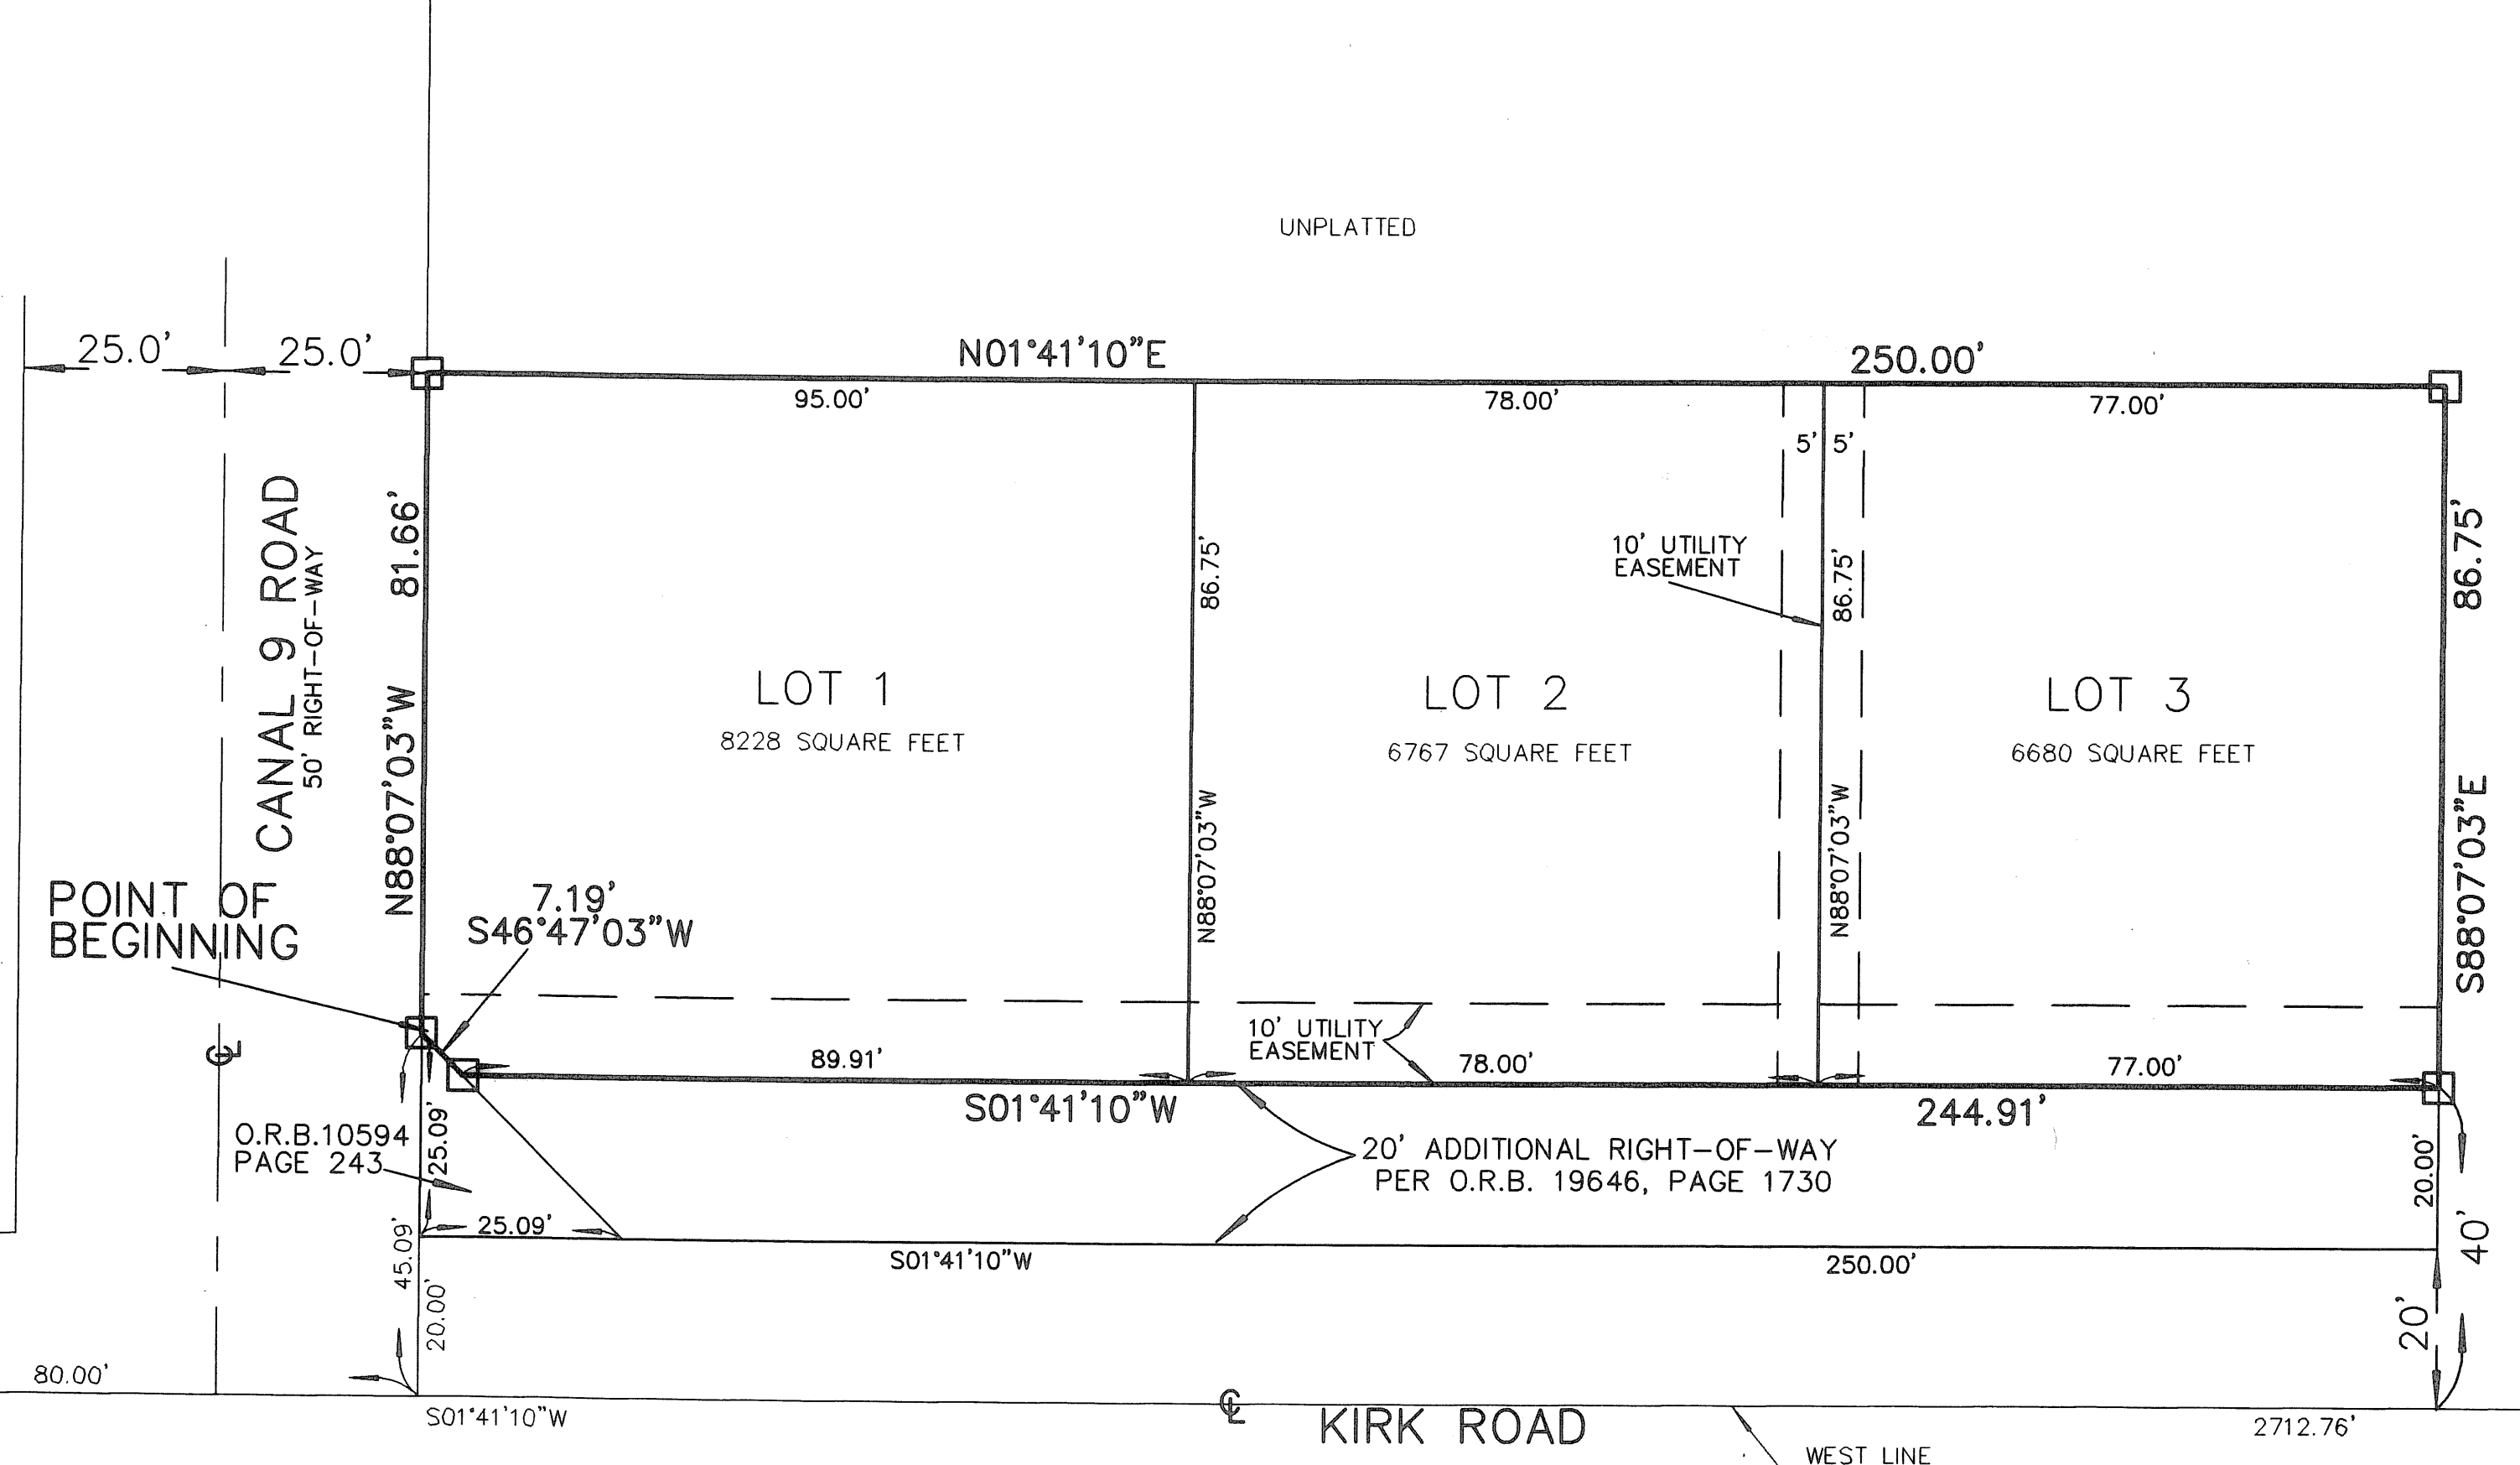 UNPLATTED
25.0'
25.0'
N01°41'10"E
250.00'
95.00'
78.00'
77.00'
5'
5'
CANAL 9 ROAD
50' RIGHT-OF-WAY
81.66'
N88°07'03"W
86.75'
N88°07'03"W
10' UTILITY
EASEMENT
86.75'
N88°07'03"W
86.75'
S88°07'03"E
LOT 1
8228 SQUARE FEET
LOT 2
6767 SQUARE FEET
LOT 3
6680 SQUARE FEET
POINT OF
BEGINNING
7.19'
S46°47'03"W
℄
89.91'
10' UTILITY
EASEMENT
78.00'
77.00'
S01°41'10"W
244.91'
O.R.B.10594
PAGE 243
25.09'
25.09'
20' ADDITIONAL RIGHT-OF-WAY
PER O.R.B. 19646, PAGE 1730
20.00'
40'
S01°41'10"W
250.00'
45.09'
20.00'
20'
80.00'
S01°41'10"W
℄
KIRK ROAD
2712.76'
WEST LINE